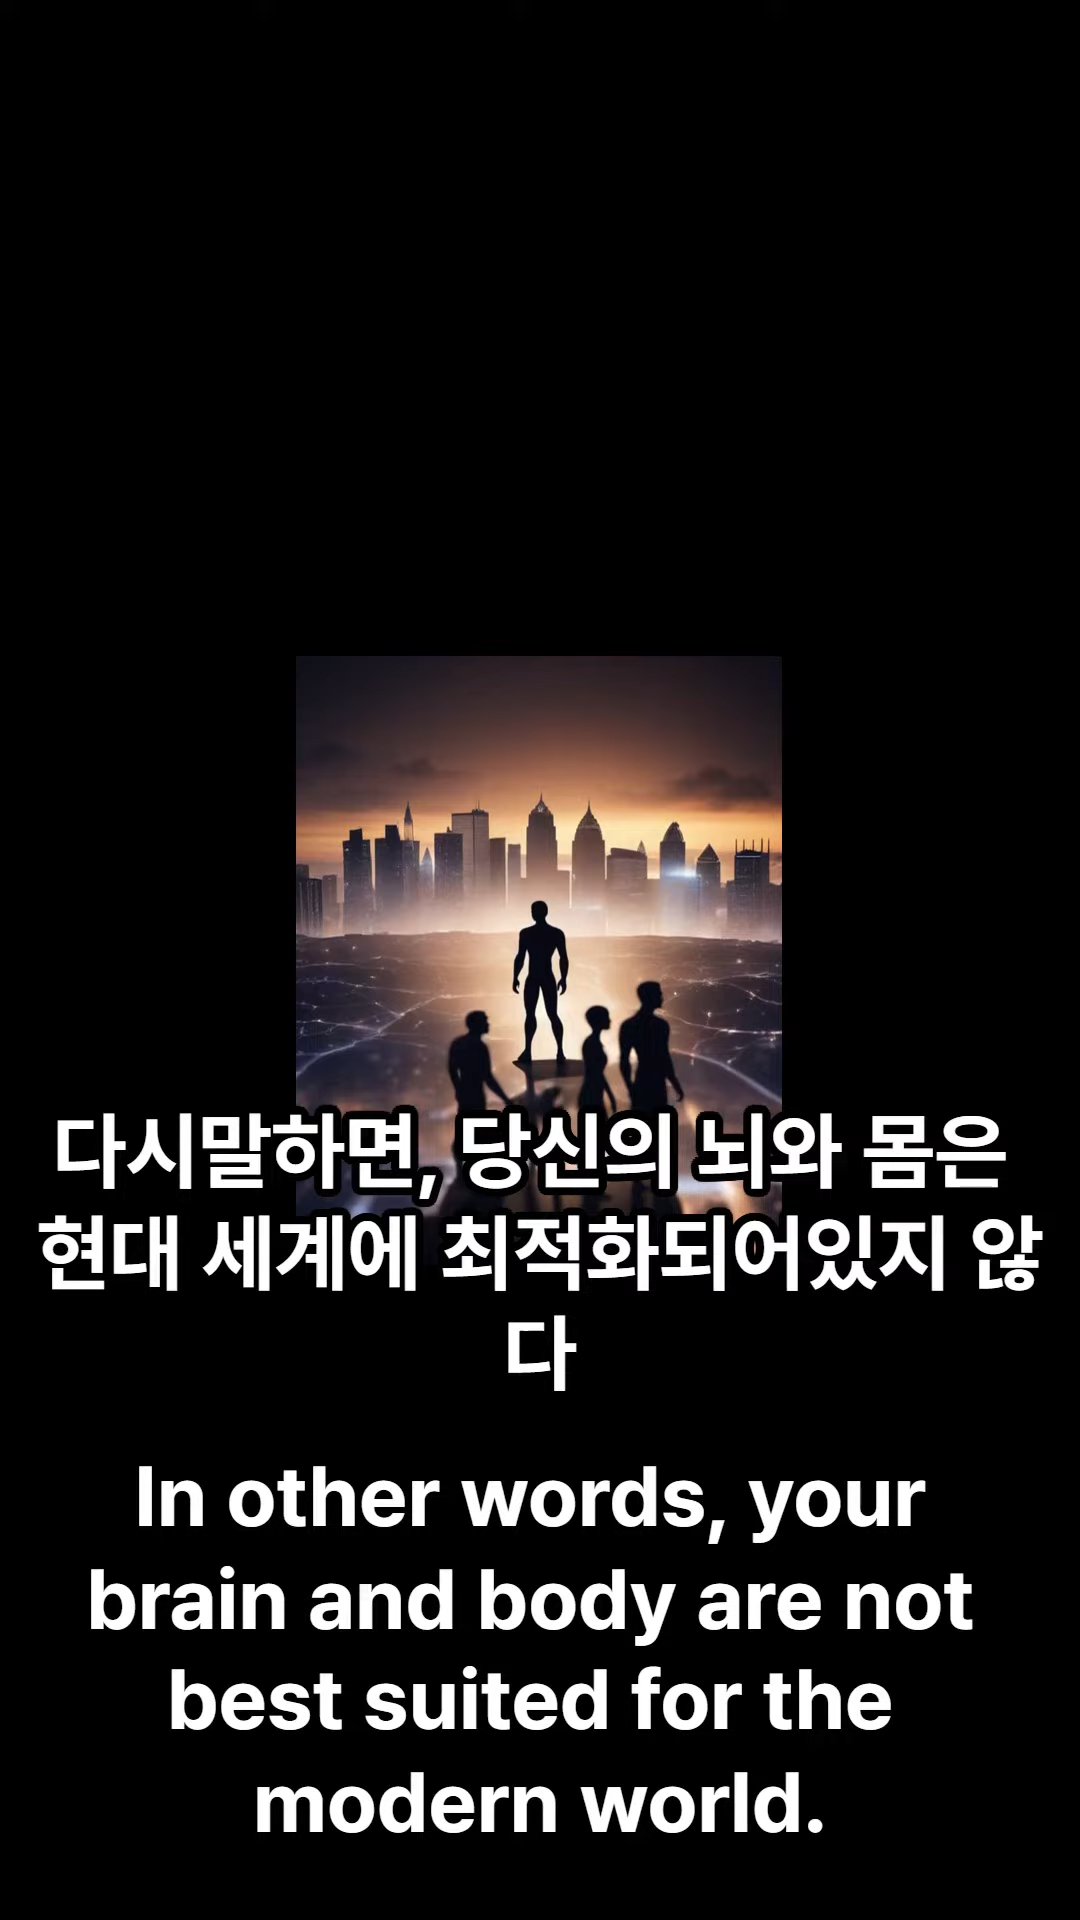 다시말하면, 당신의 뇌와 몸은
현대 세계에 최적화되어있지 않
다
In other words, your
brain and body are not
best suited for the
modern world.